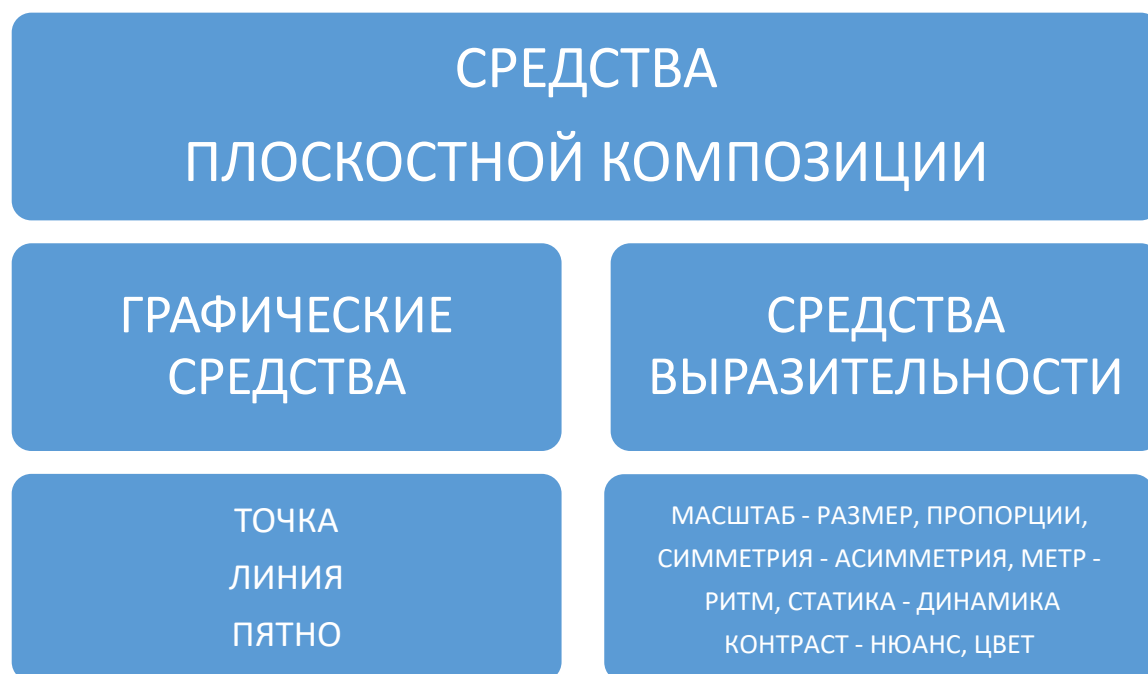 СРЕДСТВА
ПЛОСКОСТНОЙ КОМПОЗИЦИИ
ГРАФИЧЕСКИЕ
СРЕДСТВА
СРЕДСТВА
ВЫРАЗИТЕЛЬНОСТИ
ТОЧКА
ЛИНИЯ
ПЯТНО
МАСШТАБ - РАЗМЕР, ПРОПОРЦИИ,
СИММЕТРИЯ - АСИММЕТРИЯ, МЕТР -
РИТМ, СТАТИКА - ДИНАМИКА
КОНТРАСТ - НЮАНС, ЦВЕТ